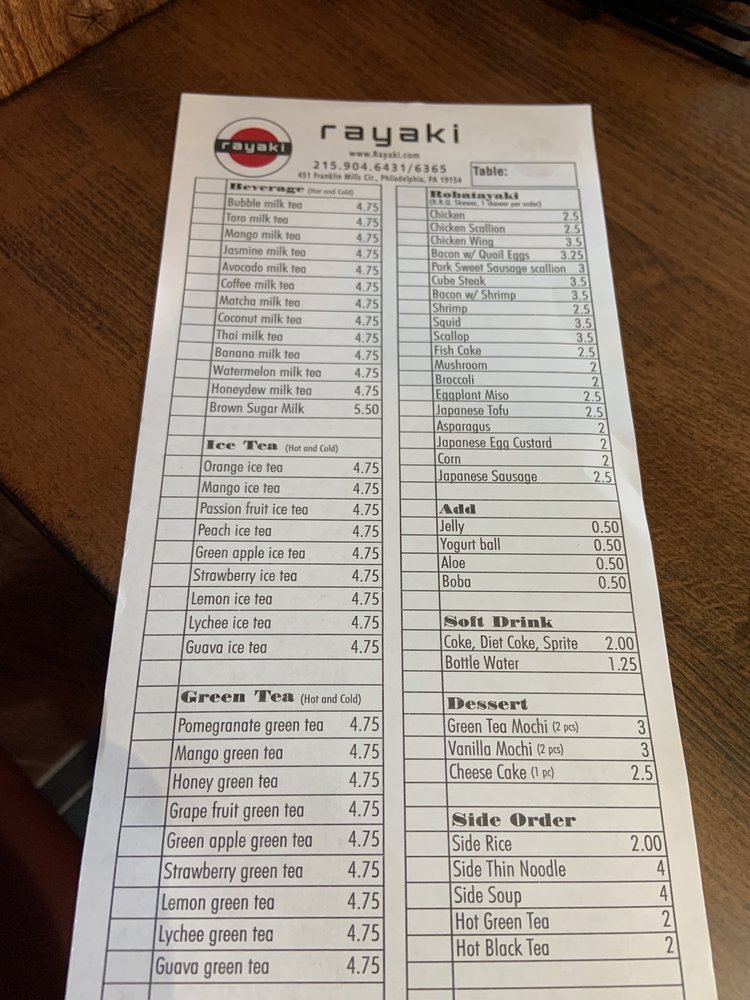 rayaki
rayaki
www.Rayaki.com
215.904.6431/6365
451 Franklin Mills Cir., Philadelphia, PA 19154
Table:
Beverage (Hot and Cold)
Bubble milk tea 4.75
Taro milk tea 4.75
Mango milk tea 4.75
Jasmine milk tea 4.75
Avocado milk tea 4.75
Coffee milk tea 4.75
Matcha milk tea 4.75
Coconut milk tea 4.75
Thai milk tea 4.75
Banana milk tea 4.75
Watermelon milk tea 4.75
Honeydew milk tea 4.75
Brown Sugar Milk 5.50
Ice Tea (Hot and Cold)
Orange ice tea 4.75
Mango ice tea 4.75
Passion fruit ice tea 4.75
Peach ice tea 4.75
Green apple ice tea 4.75
Strawberry ice tea 4.75
Lemon ice tea 4.75
Lychee ice tea 4.75
Guava ice tea 4.75
Green Tea (Hot and Cold)
Pomegranate green tea 4.75
Mango green tea 4.75
Honey green tea 4.75
Grape fruit green tea 4.75
Green apple green tea 4.75
Strawberry green tea 4.75
Lemon green tea 4.75
Lychee green tea 4.75
Guava green tea 4.75
Robatayaki
(B.B.Q. Skewer, 1 skewer per order)
Chicken 2.5
Chicken Scallion 2.5
Chicken Wing 3.5
Bacon w/ Quail Eggs 3.25
Pork Sweet Sausage scallion 3
Cube Steak 3.5
Bacon w/ Shrimp 3.5
Shrimp 2.5
Squid 3.5
Scallop 3.5
Fish Cake 2.5
Mushroom 2
Broccoli 2
Eggplant Miso 2.5
Japanese Tofu 2.5
Asparagus 2
Japanese Egg Custard 2
Corn 2
Japanese Sausage 2.5
Add
Jelly 0.50
Yogurt ball 0.50
Aloe 0.50
Boba 0.50
Soft Drink
Coke, Diet Coke, Sprite 2.00
Bottle Water 1.25
Dessert
Green Tea Mochi (2 pcs) 3
Vanilla Mochi (2 pcs) 3
Cheese Cake (1 pc) 2.5
Side Order
Side Rice 2.00
Side Thin Noodle 4
Side Soup 4
Hot Green Tea 2
Hot Black Tea 2